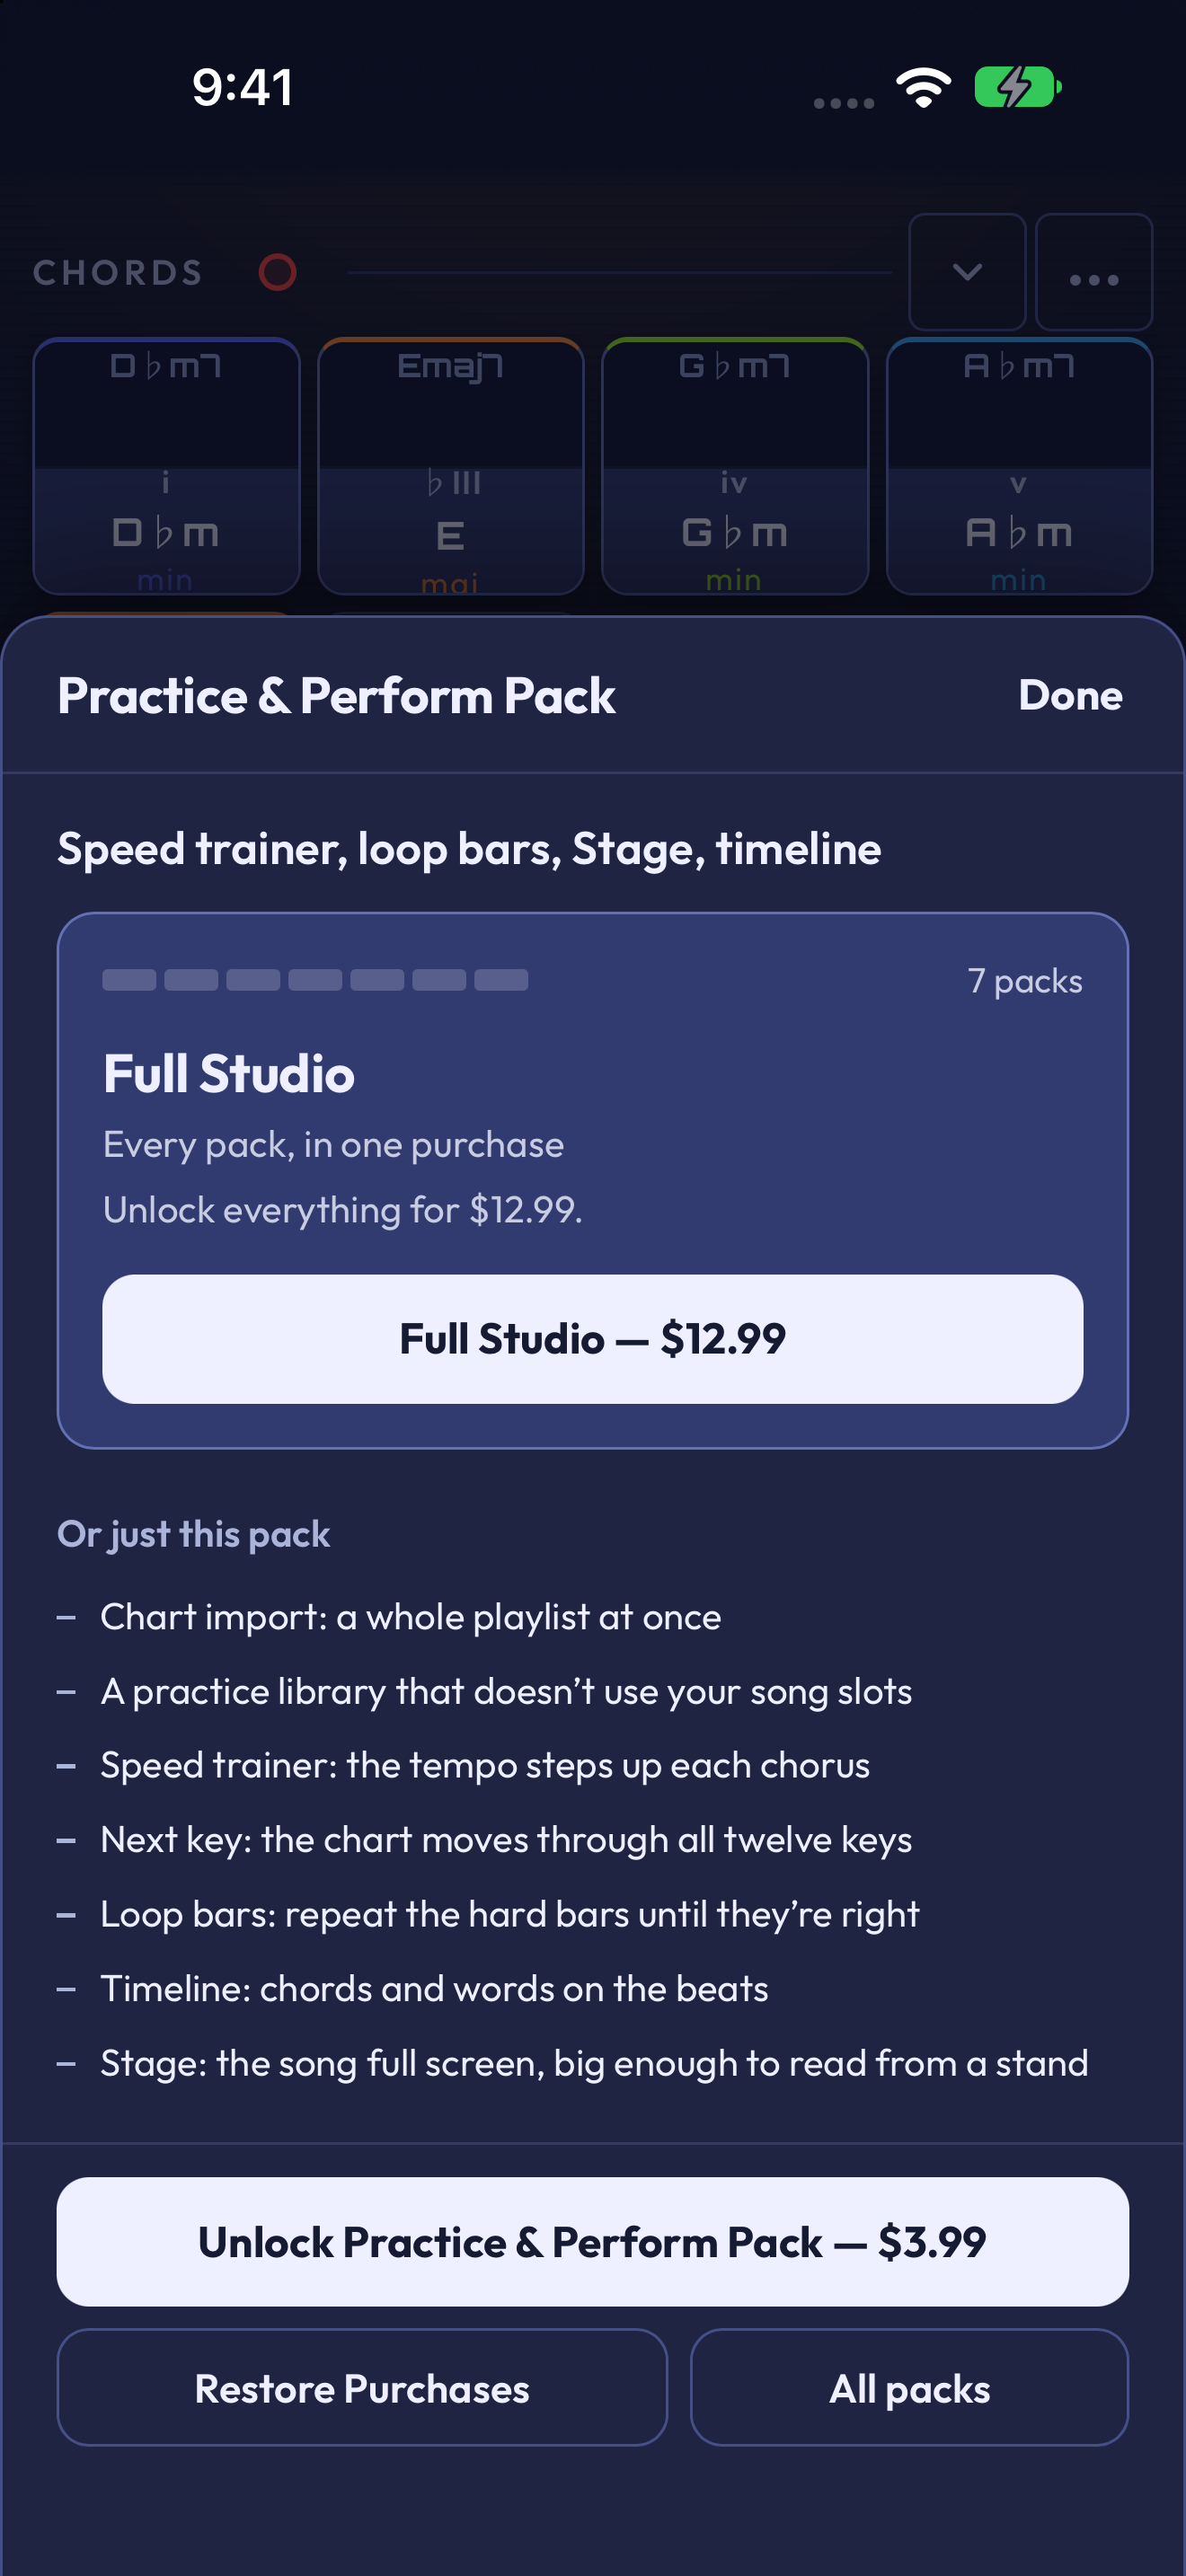 9:41
CHORDS
D♭m7 Emaj7 G♭m7 A♭m7
i ♭III iv v
D♭m E G♭m A♭m
min maj min min
Practice & Perform Pack Done
Speed trainer, loop bars, Stage, timeline
7 packs
Full Studio
Every pack, in one purchase
Unlock everything for $12.99.
Full Studio — $12.99
Or just this pack
– Chart import: a whole playlist at once
– A practice library that doesn’t use your song slots
– Speed trainer: the tempo steps up each chorus
– Next key: the chart moves through all twelve keys
– Loop bars: repeat the hard bars until they’re right
– Timeline: chords and words on the beats
– Stage: the song full screen, big enough to read from a stand
Unlock Practice & Perform Pack — $3.99
Restore Purchases All packs